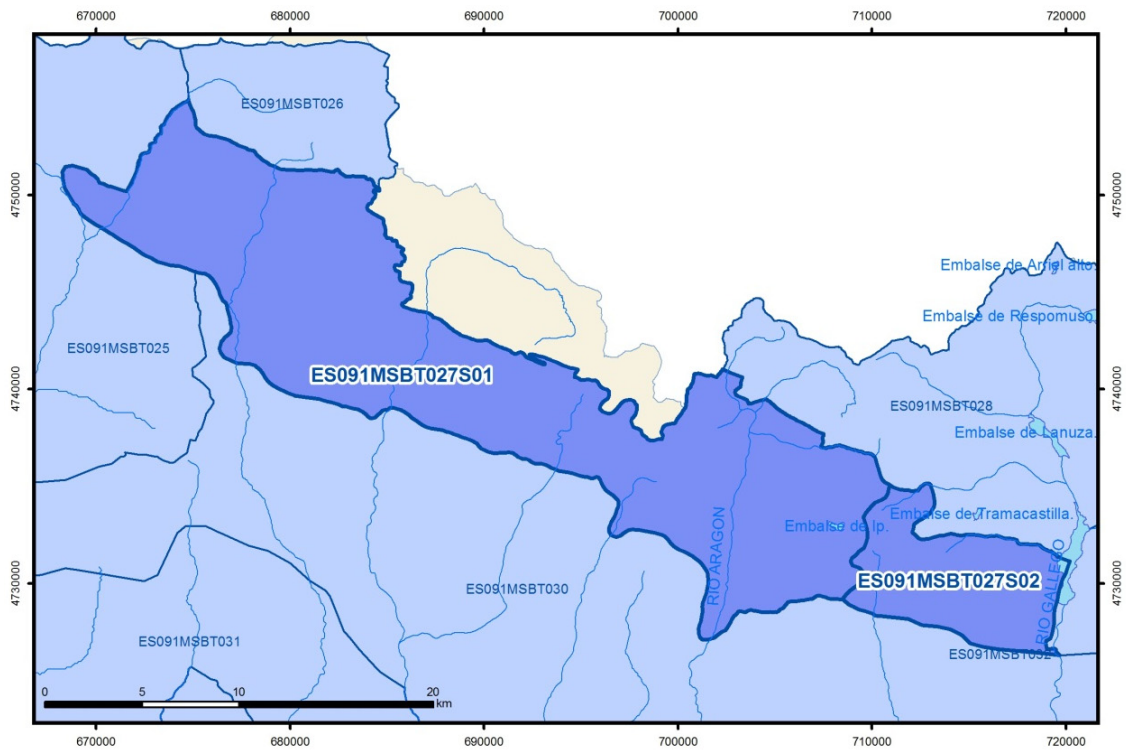 670000 680000 690000 700000 710000 720000
ES091MSBT026
4750000 4750000
Embalse de Arriel alto.
Embalse de Respomuso.
ES091MSBT025
ES091MSBT027S01
4740000 4740000
ES091MSBT028
Embalse de Lanuza.
Embalse de Tramacastilla.
Embalse de Ip.
RIO ARAGON
ES091MSBT027S02
4730000 4730000
ES091MSBT030
RIO GALLEGO
ES091MSBT031
ES091MSBT032
0 5 10 20
km
670000 680000 690000 700000 710000 720000